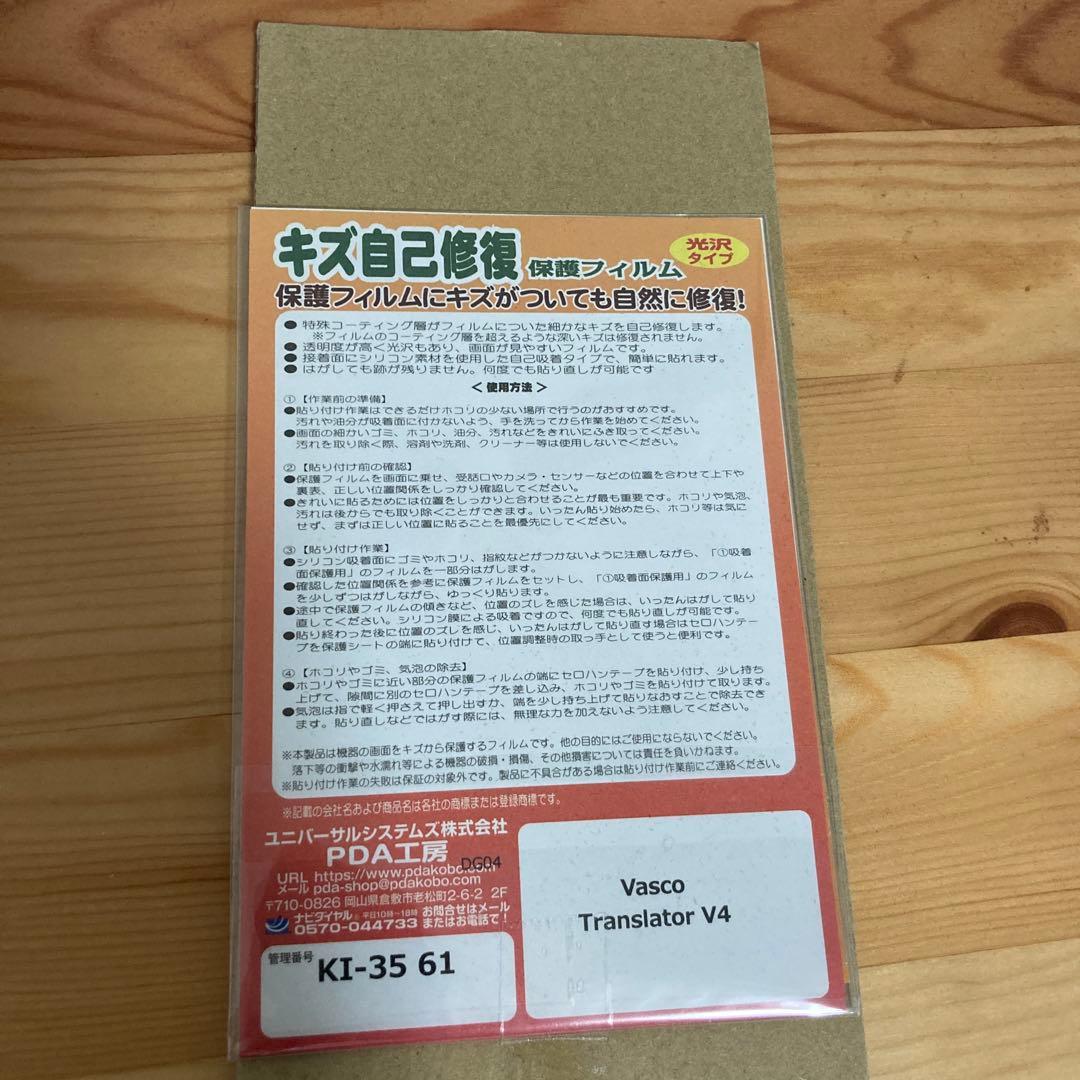 キズ自己修復 保護フィルム
光沢
タイプ
保護フィルムにキズがついても自然に修復!
● 特殊コーティング層がフィルムについた細かなキズを自己修復します。
※フィルムのコーティング層を超えるような深いキズは修復されません。
● 透明度が高く光沢もあり、画面が見やすいフィルムです。
● 接着面にシリコン素材を使用した自己吸着タイプで、簡単に貼れます。
● はがしても跡が残りません。何度でも貼り直しが可能です
< 使用方法 >
①【作業前の準備】
●貼り付け作業はできるだけホコリの少ない場所で行うのがおすすめです。
汚れや油分が吸着面に付かないよう、手を洗ってから作業を始めてください。
●画面の細かいゴミ、ホコリ、油分、汚れなどをきれいにふき取ってください。
汚れを取り除く際、溶剤や洗剤、クリーナー等は使用しないでください。
②【貼り付け前の確認】
●保護フィルムを画面に乗せ、受話口やカメラ・センサーなどの位置を合わせて上下や
裏表、正しい位置関係をしっかり確認してください。
●きれいに貼るためには位置をしっかりと合わせることが最も重要です。ホコリや気泡、
汚れは後からでも取り除くことができます。いったん貼り始めたら、ホコリ等は気に
せず、まずは正しい位置に貼ることを最優先にしてください。
③【貼り付け作業】
●シリコン吸着面にゴミやホコリ、指紋などがつかないように注意しながら、「①吸着
面保護用」のフィルムを一部分はがします。
●確認した位置関係を参考に保護フィルムをセットし、「①吸着面保護用」のフィルム
を少しずつはがしながら、ゆっくり貼ります。
●途中で保護フィルムの傾きなど、位置のズレを感じた場合は、いったんはがして貼り
直してください。シリコン膜による吸着ですので、何度でも貼り直しが可能です。
●貼り終わった後に位置のズレを感じ、いったんはがして貼り直す場合はセロハンテー
プを保護シートの端に貼り付けて、位置調整時の取っ手として使うと便利です。
④【ホコリやゴミ、気泡の除去】
●ホコリやゴミに近い部分の保護フィルムの端にセロハンテープを貼り付け、少し持ち
上げて、隙間に別のセロハンテープを差し込み、ホコリやゴミを貼り付けて取ります。
●気泡は指で軽く押さえて押し出すか、端を少し持ち上げて貼りなおすことで除去でき
ます。貼り直しなどではがす際には、無理な力を加えないよう注意してください。
※本製品は機器の画面をキズから保護するフィルムです。他の目的にはご使用にならないでください。
落下等の衝撃や水濡れ等による機器の破損・損傷、その他損害については責任を負いかねます。
※貼り付け作業の失敗は保証の対象外です。製品に不具合がある場合は貼り付け作業前にご連絡ください。
※記載の会社名および商品名は各社の商標または登録商標です。
ユニバーサルシステムズ株式会社
PDA工房
DG04
URL https://www.pdakobo.com
メール pda-shop@pdakobo.com
〒710-0826 岡山県倉敷市老松町2-6-2 2F
ナビダイヤル 平日10時～18時 お問合せはメール
0570-044733 またはお電話で!
管理番号 KI-35 61
Vasco
Translator V4